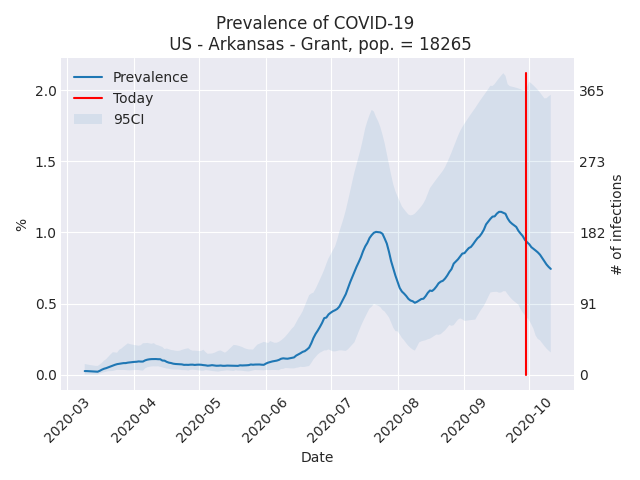 Prevalence of COVID-19
US - Arkansas - Grant, pop. = 18265
Prevalence
Today
95CI
2.0
1.5
1.0
0.5
0.0
%
365
273
182
91
0
# of infections
2020-03
2020-04
2020-05
2020-06
2020-07
2020-08
2020-09
2020-10
Date